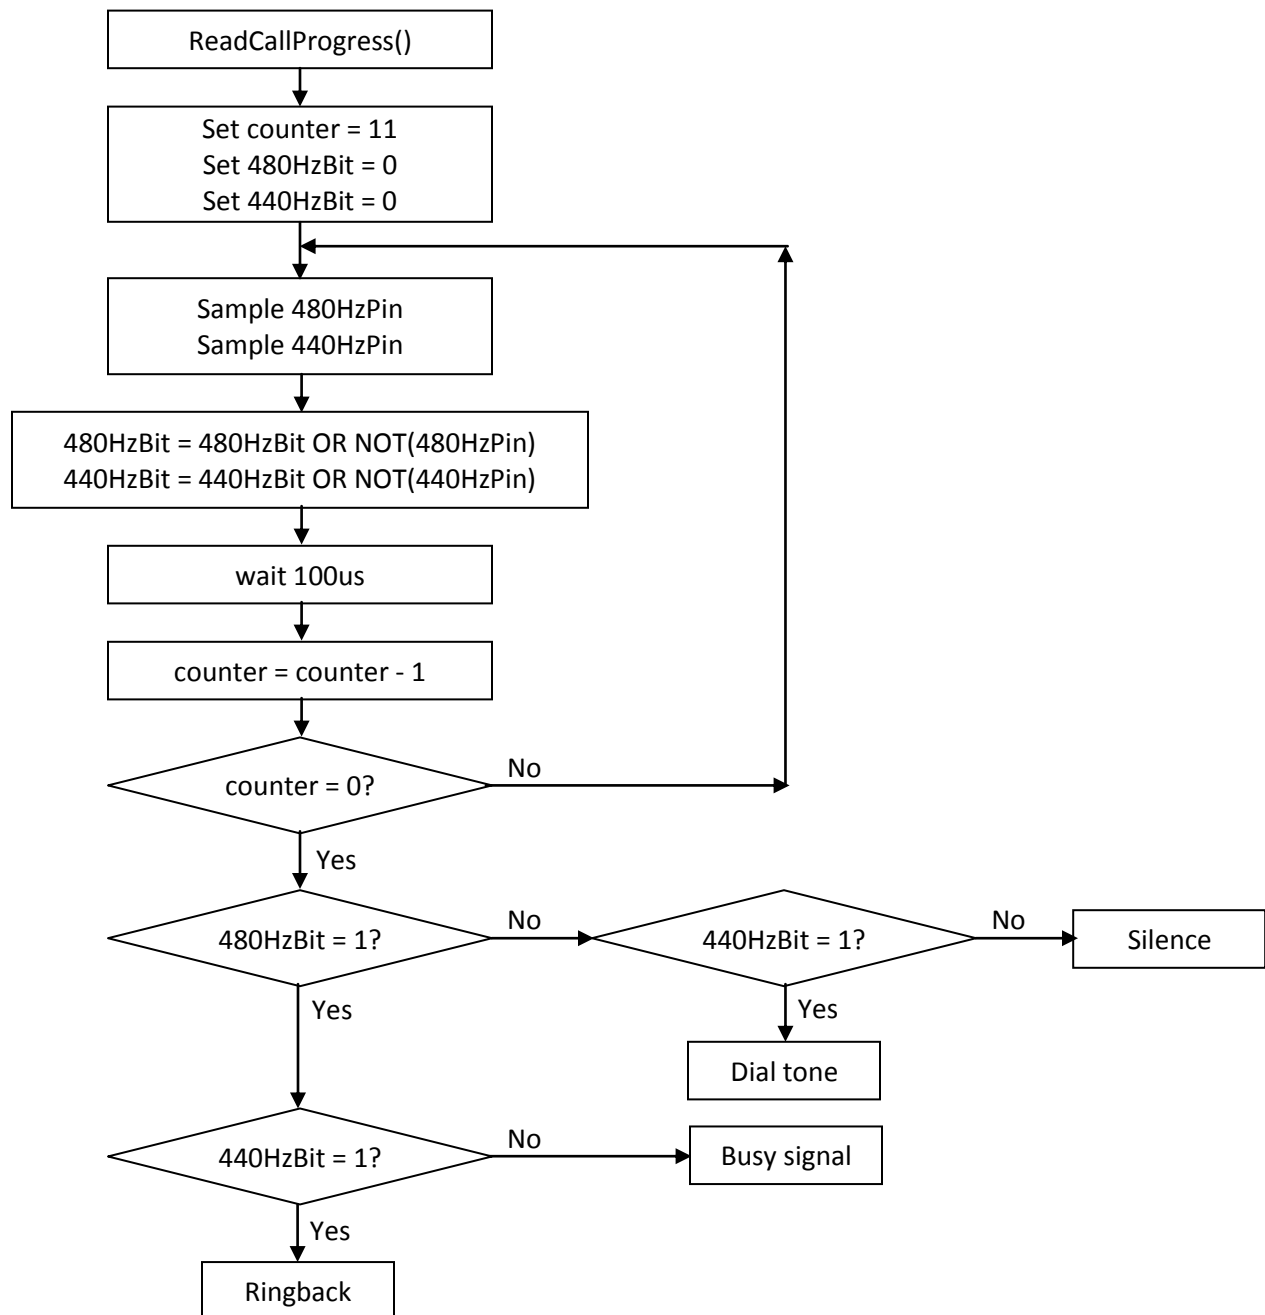 ReadCallProgress()
Set counter = 11
Set 480HzBit = 0
Set 440HzBit = 0
Sample 480HzPin
Sample 440HzPin
480HzBit = 480HzBit OR NOT(480HzPin)
440HzBit = 440HzBit OR NOT(440HzPin)
wait 100us
counter = counter - 1
counter = 0?
No
Yes
480HzBit = 1?
No
440HzBit = 1?
No
Silence
Yes
Yes
Dial tone
440HzBit = 1?
No
Busy signal
Yes
Ringback